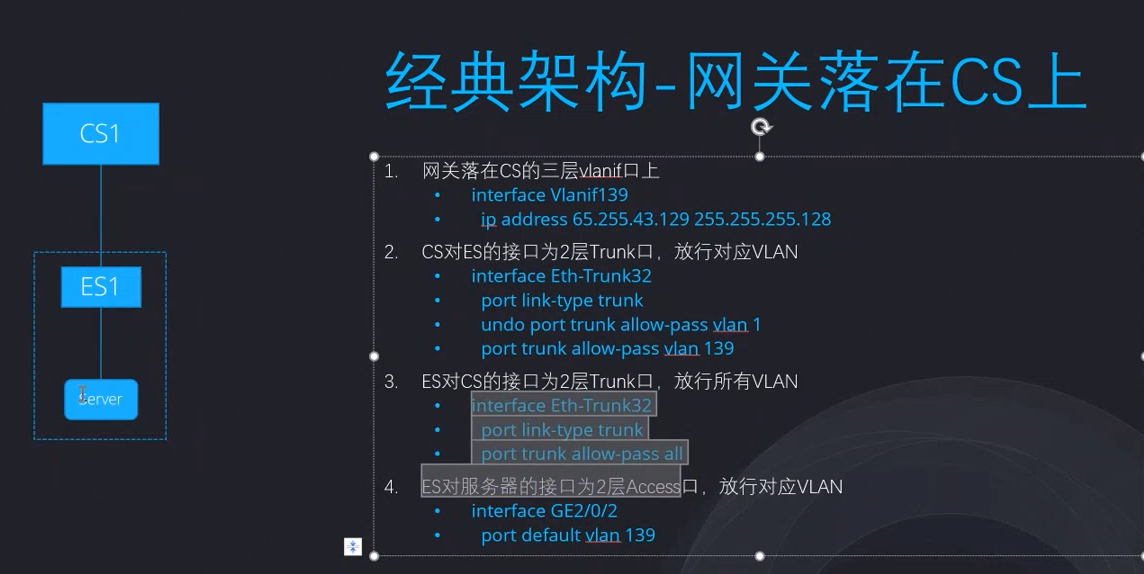 经典架构-网关落在CS上
CS1
ES1
Server
1. 网关落在CS的三层vlanif口上
• interface Vlanif139
• ip address 65.255.43.129 255.255.255.128
2. CS对ES的接口为2层Trunk口，放行对应VLAN
• interface Eth-Trunk32
• port link-type trunk
• undo port trunk allow-pass vlan 1
• port trunk allow-pass vlan 139
3. ES对CS的接口为2层Trunk口，放行所有VLAN
• interface Eth-Trunk32
• port link-type trunk
• port trunk allow-pass all
4. ES对服务器的接口为2层Access口，放行对应VLAN
• interface GE2/0/2
• port default vlan 139